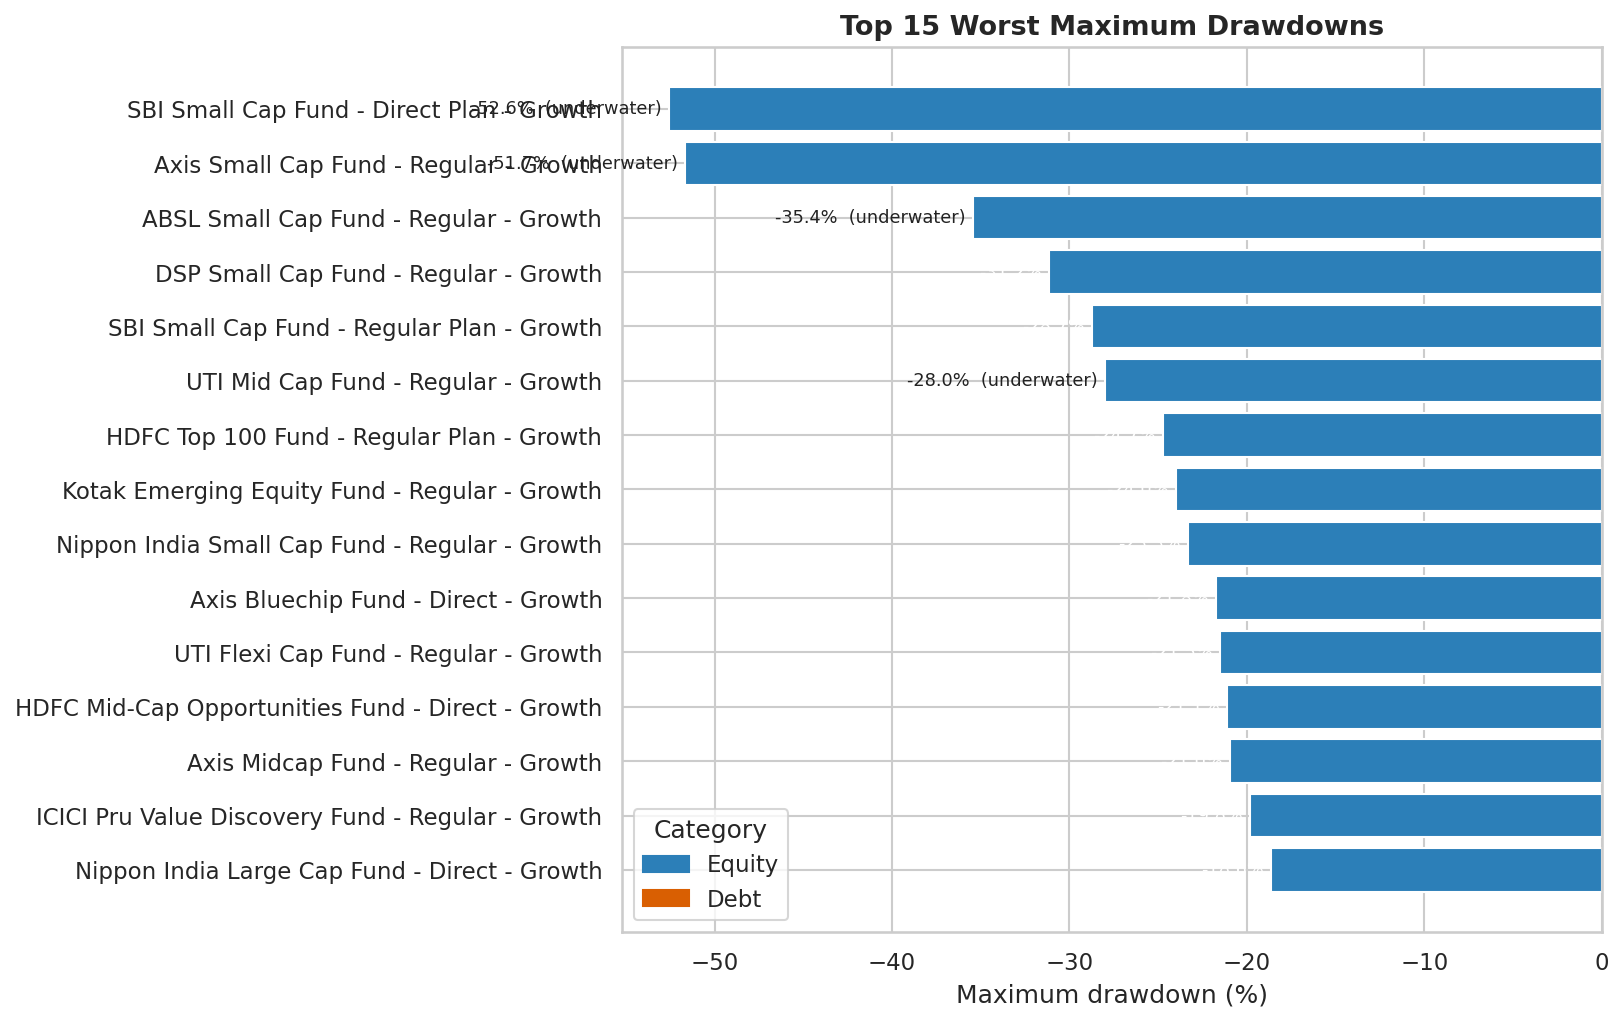 Top 15 Worst Maximum Drawdowns
SBI Small Cap Fund - Direct Plan - Growth
-52.6%  (underwater)
Axis Small Cap Fund - Regular - Growth
-51.7%  (underwater)
ABSL Small Cap Fund - Regular - Growth
-35.4%  (underwater)
DSP Small Cap Fund - Regular - Growth
SBI Small Cap Fund - Regular Plan - Growth
UTI Mid Cap Fund - Regular - Growth
-28.0%  (underwater)
HDFC Top 100 Fund - Regular Plan - Growth
Kotak Emerging Equity Fund - Regular - Growth
Nippon India Small Cap Fund - Regular - Growth
Axis Bluechip Fund - Direct - Growth
UTI Flexi Cap Fund - Regular - Growth
HDFC Mid-Cap Opportunities Fund - Direct - Growth
Axis Midcap Fund - Regular - Growth
ICICI Pru Value Discovery Fund - Regular - Growth
Nippon India Large Cap Fund - Direct - Growth
Category
Equity
Debt
−50 −40 −30 −20 −10 0
Maximum drawdown (%)